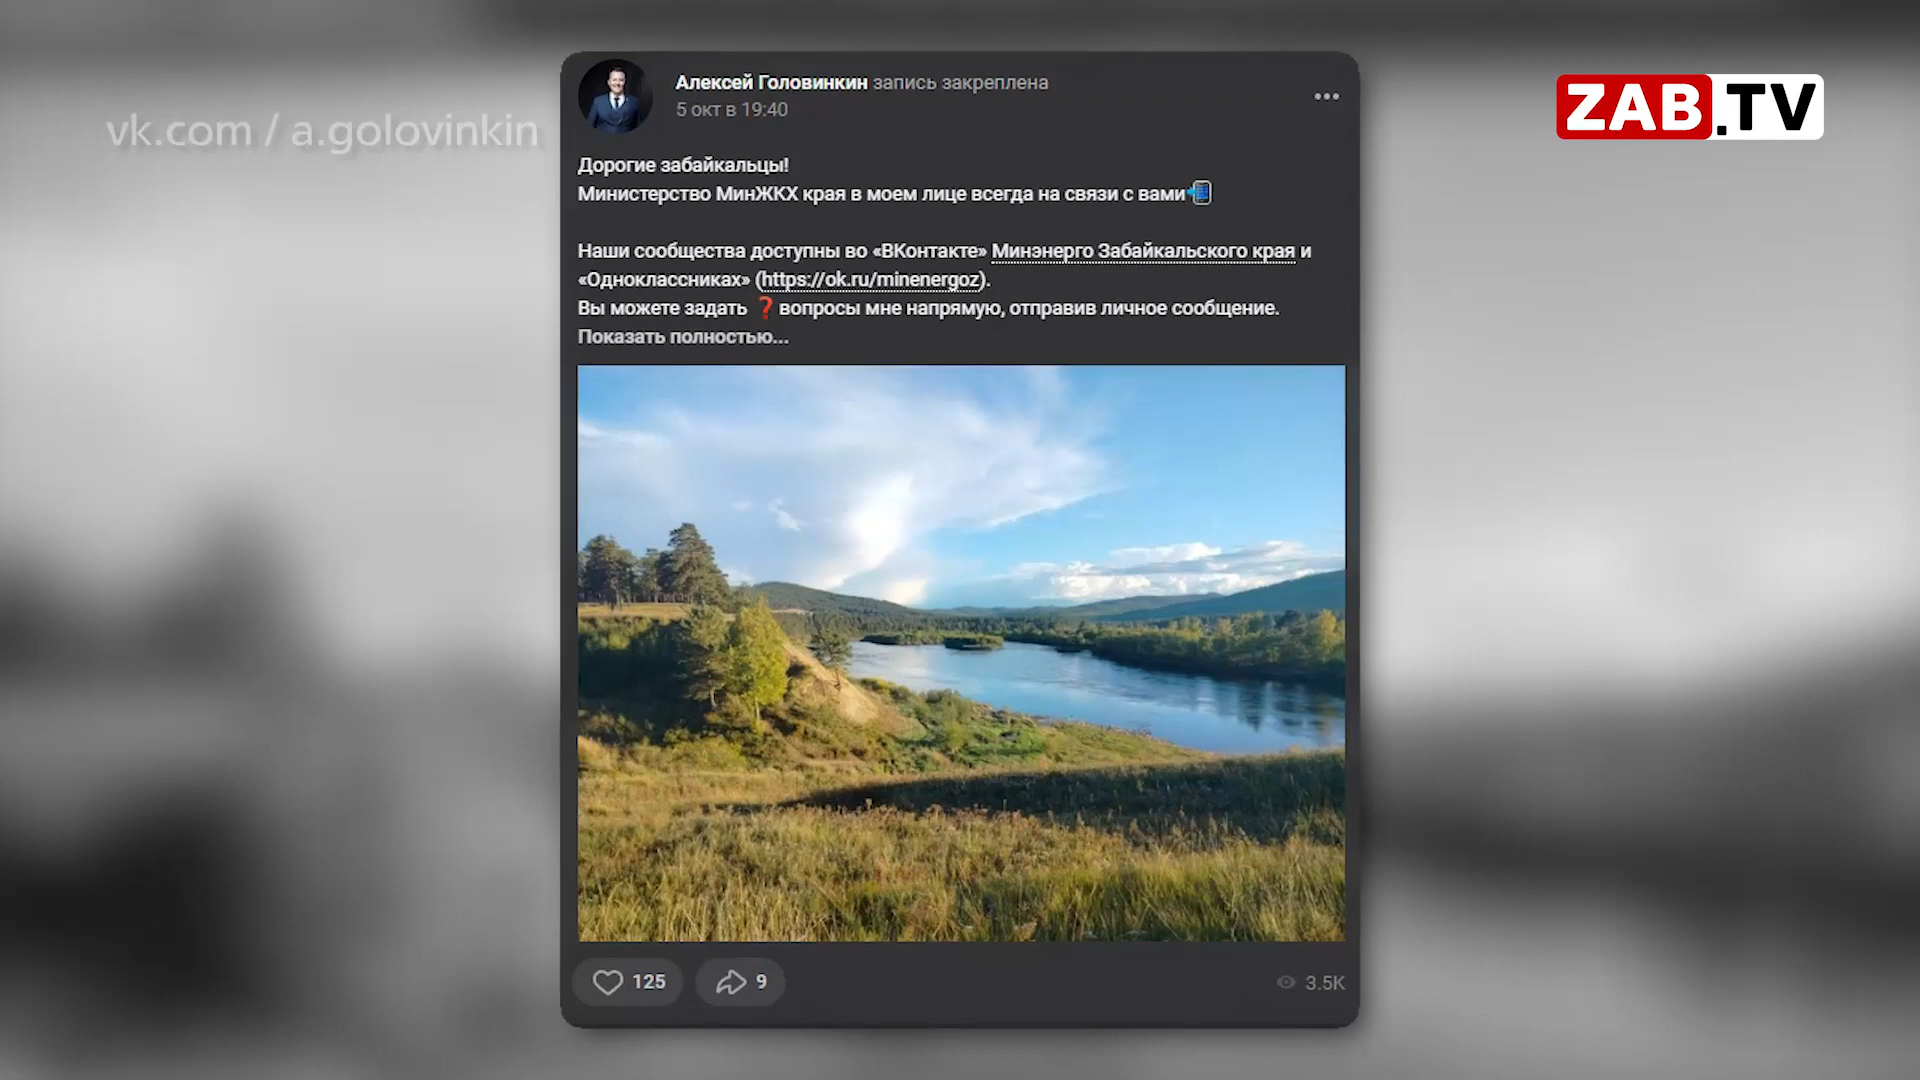 vk.com / a.golovinkin
ZAB.TV
Алексей Головинкин запись закреплена
5 окт в 19:40
Дорогие забайкальцы!
Министерство МинЖКХ края в моем лице всегда на связи с вами📲
Наши сообщества доступны во «ВКонтакте» Минэнерго Забайкальского края и
«Одноклассниках» (https://ok.ru/minenergoz).
Вы можете задать ❓вопросы мне напрямую, отправив личное сообщение.
Показать полностью...
125
9
3.5K